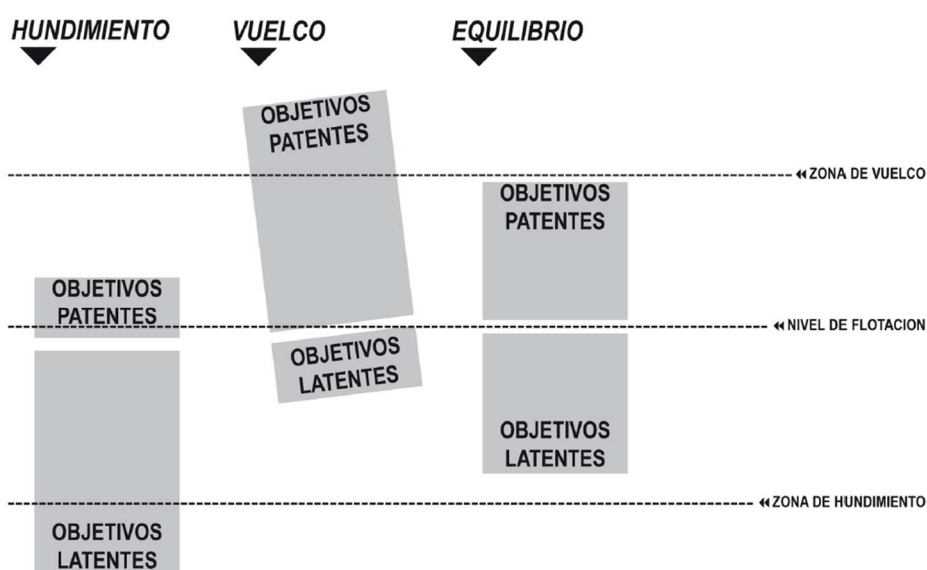 HUNDIMIENTO
VUELCO
EQUILIBRIO
OBJETIVOS
PATENTES
ZONA DE VUELCO
OBJETIVOS
PATENTES
OBJETIVOS
PATENTES
NIVEL DE FLOTACION
OBJETIVOS
LATENTES
OBJETIVOS
LATENTES
ZONA DE HUNDIMIENTO
OBJETIVOS
LATENTES